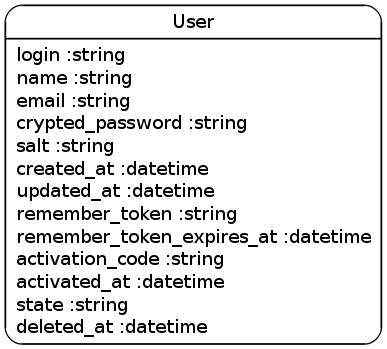 User
login :string
name :string
email :string
crypted_password :string
salt :string
created_at :datetime
updated_at :datetime
remember_token :string
remember_token_expires_at :datetime
activation_code :string
activated_at :datetime
state :string
deleted_at :datetime